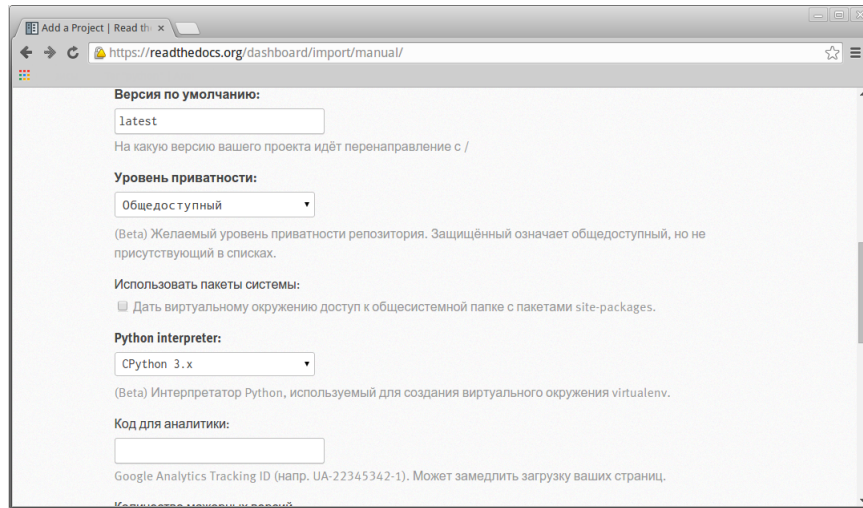 Add a Project | Read th
https://readthedocs.org/dashboard/import/manual/
Версия по умолчанию:
latest
На какую версию вашего проекта идёт перенаправление с /
Уровень приватности:
Общедоступный
(Beta) Желаемый уровень приватности репозитория. Защищённый означает общедоступный, но не
присутствующий в списках.
Использовать пакеты системы:
Дать виртуальному окружению доступ к общесистемной папке с пакетами site-packages.
Python interpreter:
CPython 3.x
(Beta) Интерпретатор Python, используемый для создания виртуального окружения virtualenv.
Код для аналитики:
Google Analytics Tracking ID (напр. UA-22345342-1). Может замедлить загрузку ваших страниц.
Количество мажорных версий